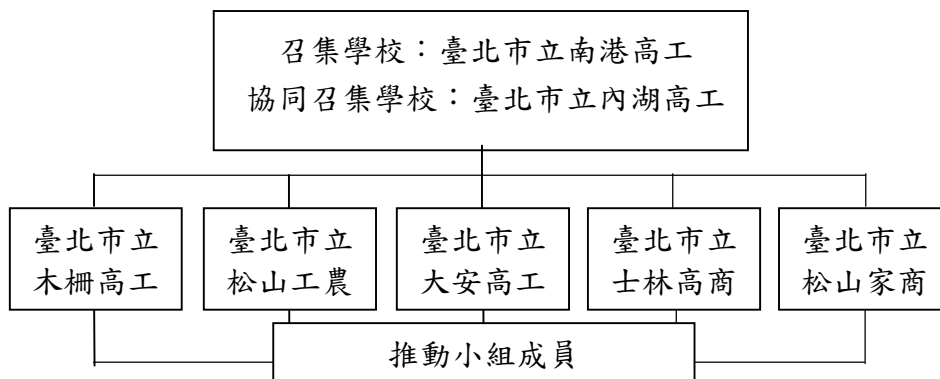 召集學校：臺北市立南港高工
協同召集學校：臺北市立內湖高工
臺北市立
木柵高工
臺北市立
松山工農
臺北市立
大安高工
臺北市立
士林高商
臺北市立
松山家商
推動小組成員